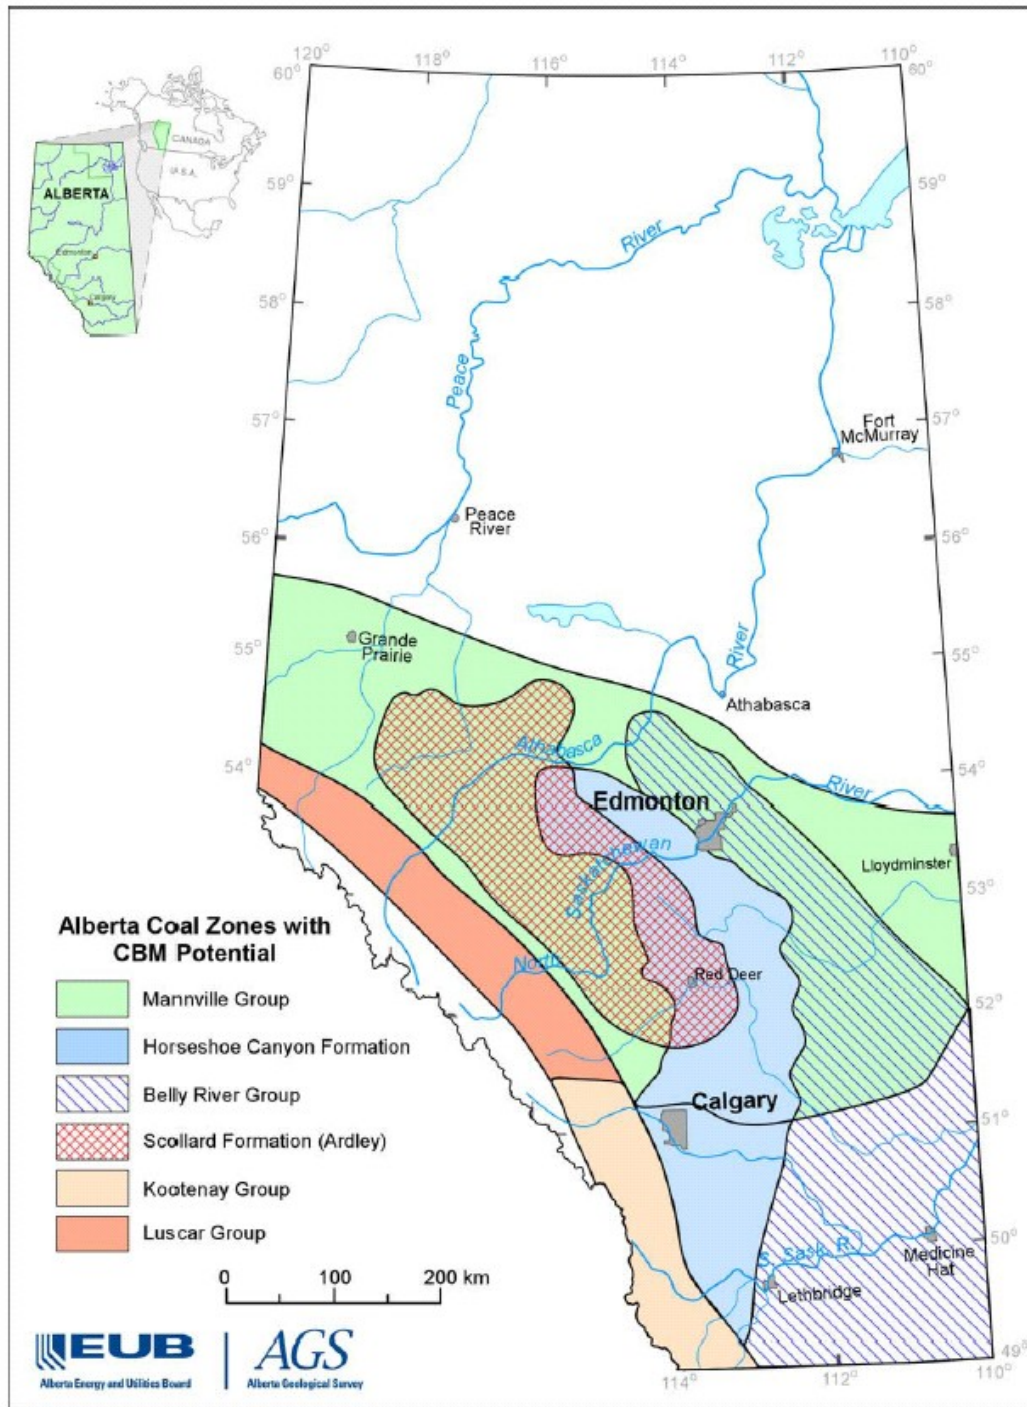 120°
118°
116°
114°
112°
110°
60°
60°
CANADA
U.S.A.
ALBERTA
Edmonton
Calgary
59°
59°
River
58°
58°
Peace
57°
57°
Fort
McMurray
Peace
River
56°
56°
55°
55°
Grande
Prairie
River
Athabasca
Athabasca
54°
54°
River
Edmonton
Saskatchewan
Lloydminster
53°
North
Red Deer
52°
Alberta Coal Zones with
CBM Potential
Mannville Group
Horseshoe Canyon Formation
Belly River Group
Scollard Formation (Ardley)
Kootenay Group
Luscar Group
Calgary
51°
50°
Medicine
Hat
S. Sask. R.
Lethbridge
0 100 200 km
49°
114°
112°
110°
EUB
Alberta Energy and Utilities Board
AGS
Alberta Geological Survey